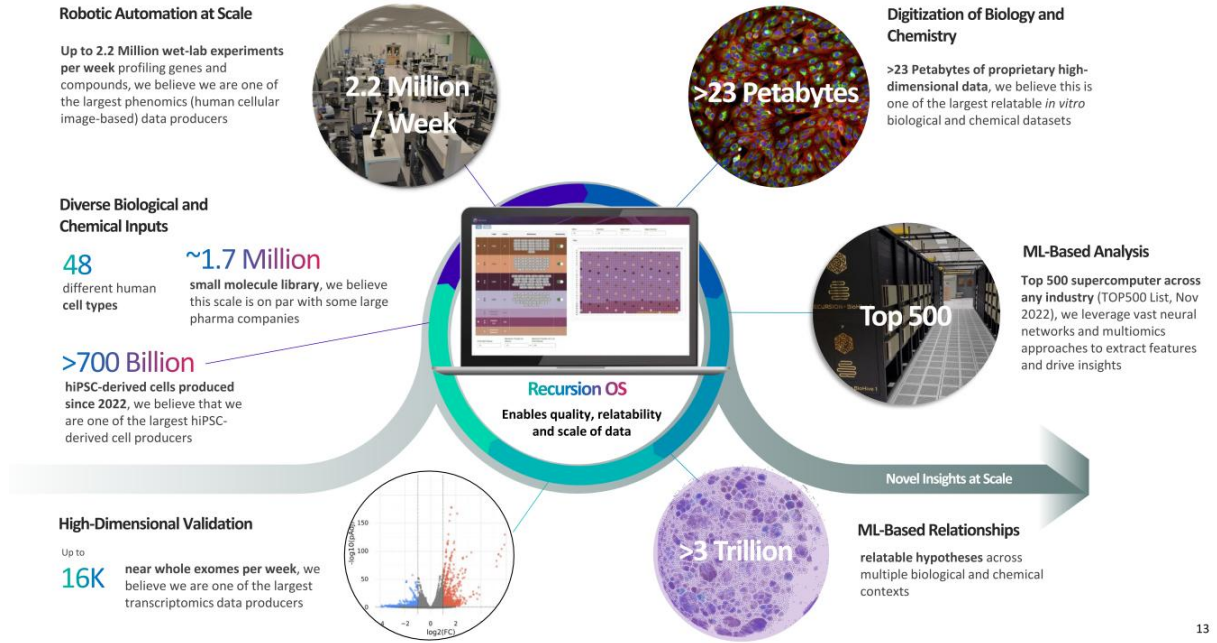 Robotic Automation at Scale
Up to 2.2 Million wet-lab experiments
per week profiling genes and
compounds, we believe we are one of
the largest phenomics (human cellular
image-based) data producers
2.2 Million
/ Week
>23 Petabytes
Digitization of Biology and
Chemistry
>23 Petabytes of proprietary high-
dimensional data, we believe this is
one of the largest relatable in vitro
biological and chemical datasets
Diverse Biological and
Chemical Inputs
48
different human
cell types
~1.7 Million
small molecule library, we believe
this scale is on par with some large
pharma companies
>700 Billion
hiPSC-derived cells produced
since 2022, we believe that we
are one of the largest hiPSC-
derived cell producers
Recursion OS
Enables quality, relatability
and scale of data
Top 500
ML-Based Analysis
Top 500 supercomputer across
any industry (TOP500 List, Nov
2022), we leverage vast neural
networks and multiomics
approaches to extract features
and drive insights
Novel Insights at Scale
High-Dimensional Validation
Up to
16K
near whole exomes per week, we
believe we are one of the largest
transcriptomics data producers
150
100
50
0
-log10(pAdj)
−2
0
2
log2(FC)
>3 Trillion
ML-Based Relationships
relatable hypotheses across
multiple biological and chemical
contexts
13